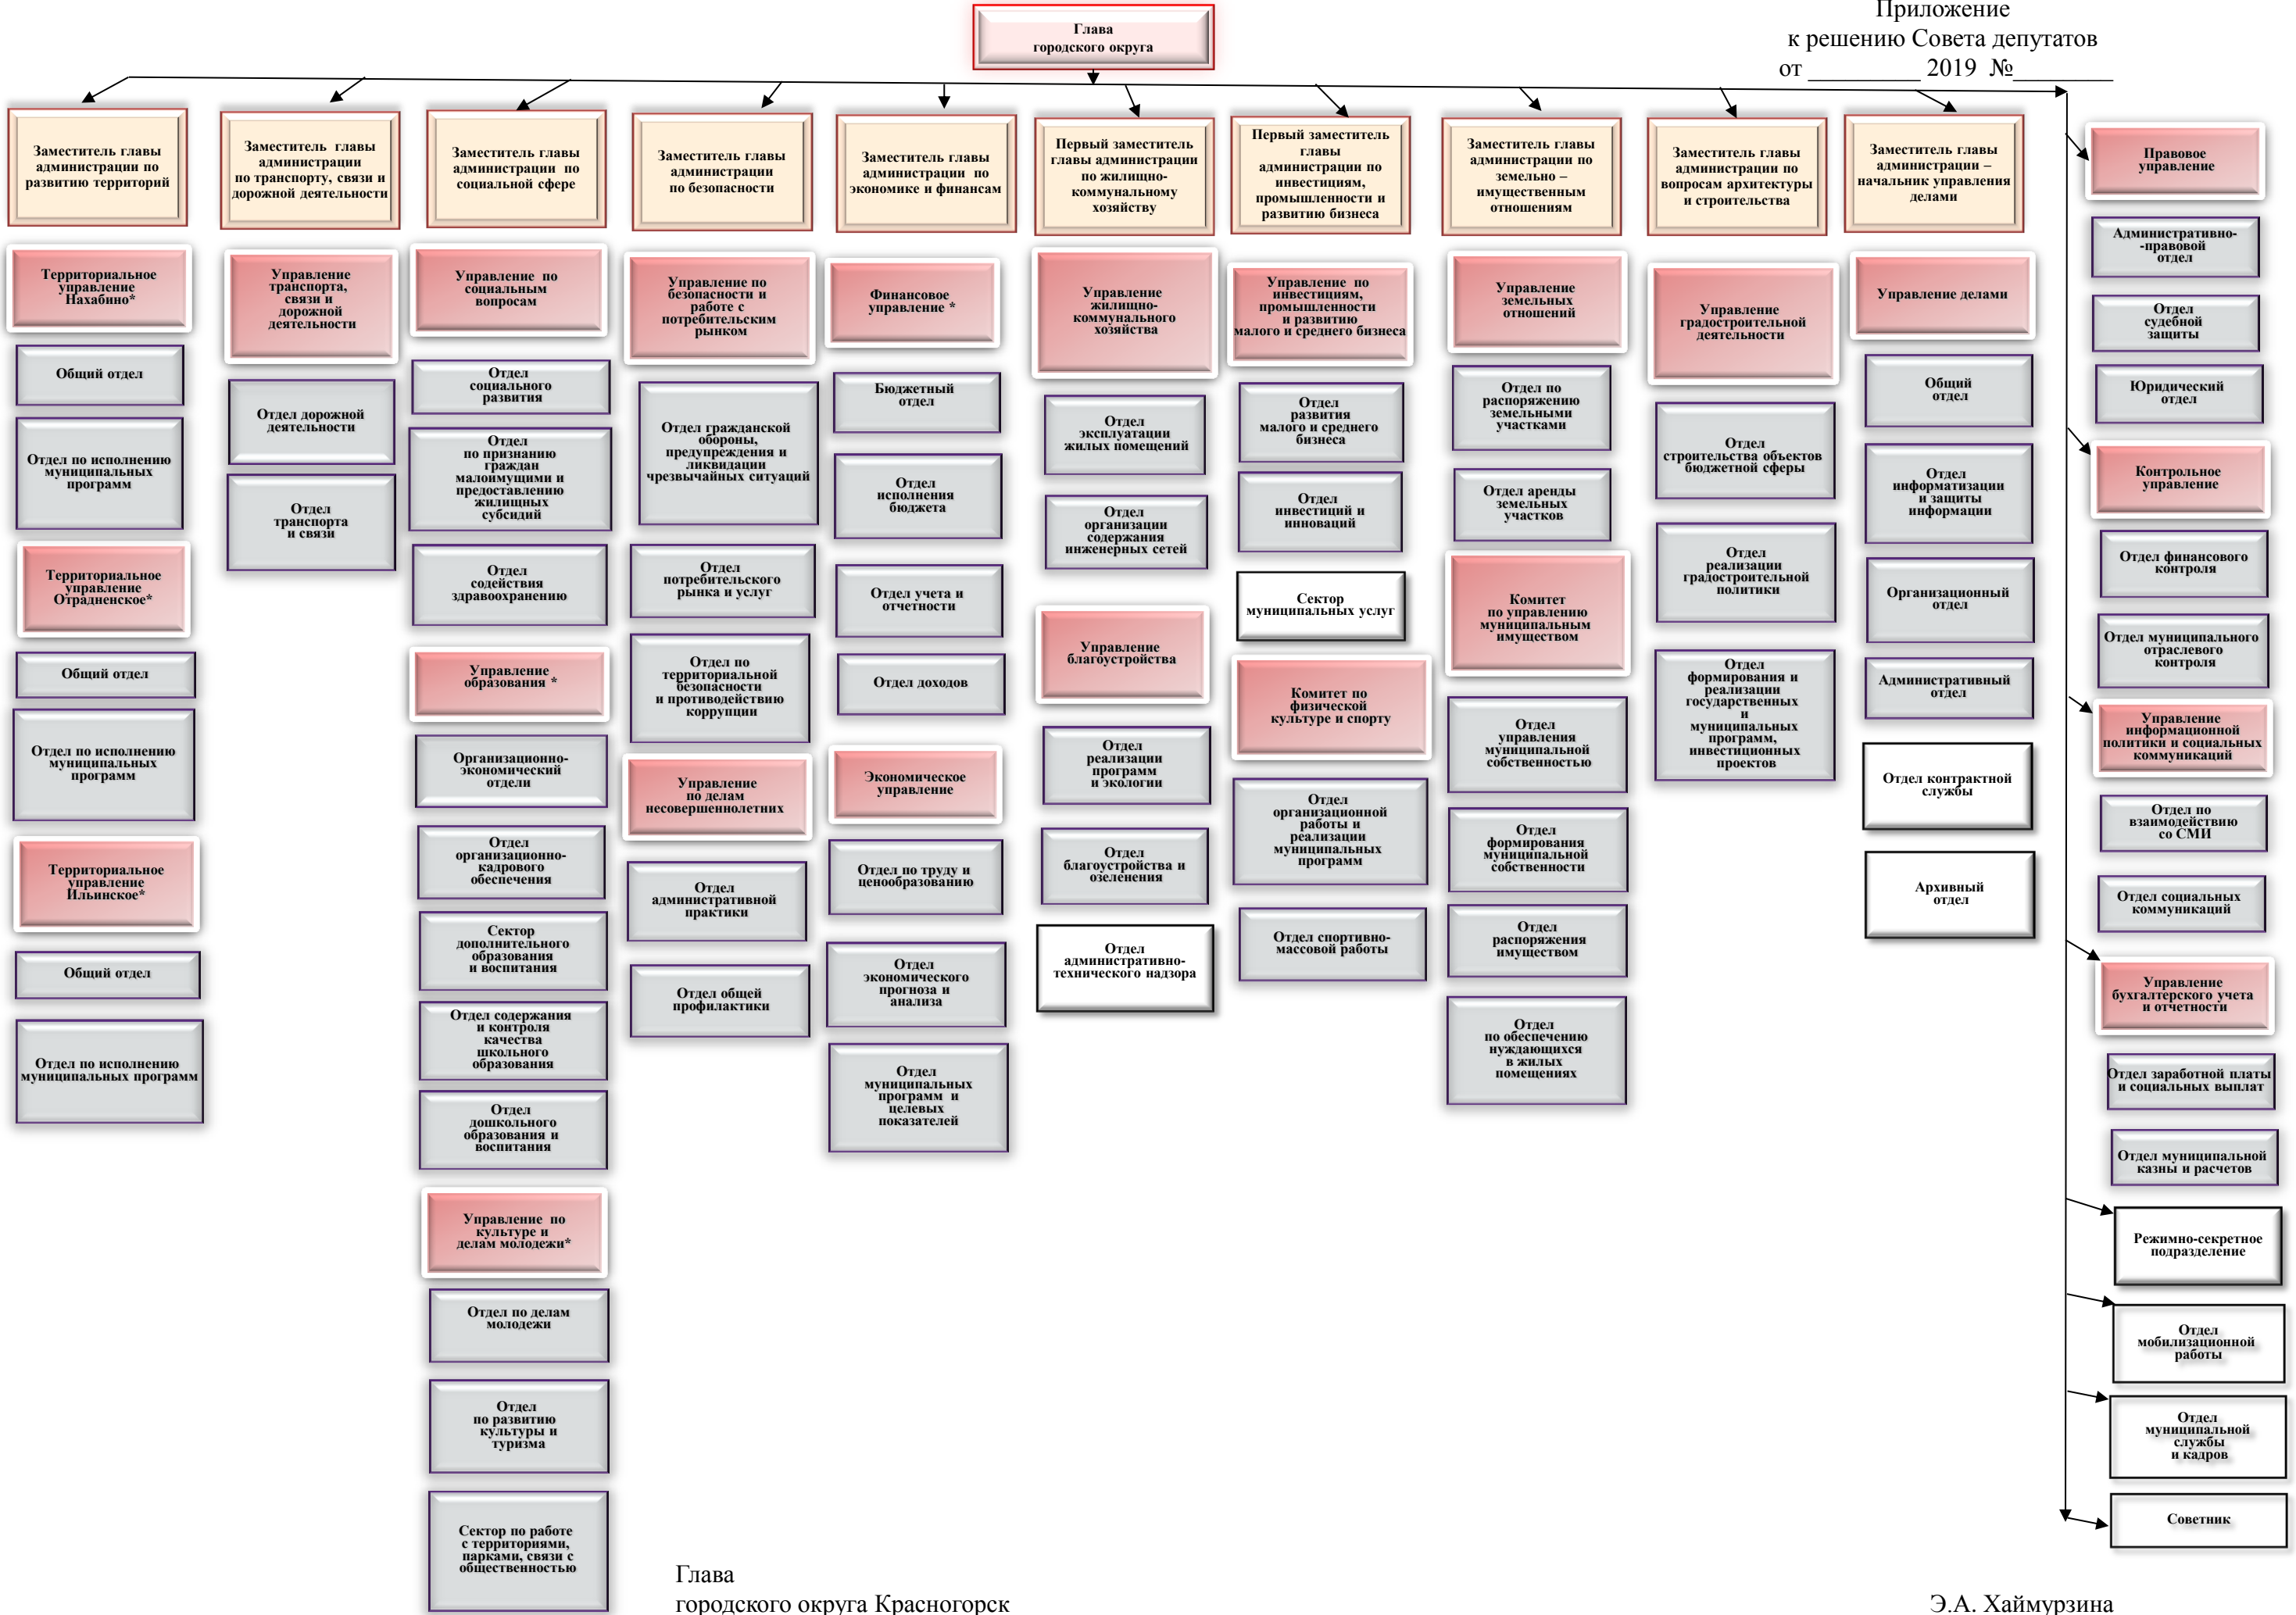 Приложение
к решению Совета депутатов
от _________ 2019 №________
Глава
городского округа
Заместитель главы
администрации по
развитию территорий
Территориальное
управление
Нахабино*
Общий отдел
Отдел по исполнению
муниципальных
программ
Территориальное
управление
Отрадненское*
Общий отдел
Отдел по исполнению
муниципальных
программ
Территориальное
управление
Ильинское*
Общий отдел
Отдел по исполнению
муниципальных программ
Заместитель главы
администрации
по транспорту, связи и
дорожной деятельности
Управление
транспорта,
связи и
дорожной
деятельности
Отдел дорожной
деятельности
Отдел
транспорта
и связи
Заместитель главы
администрации по
социальной сфере
Управление по
социальным
вопросам
Отдел
социального
развития
Отдел
по признанию
граждан
малоимущими и
предоставлению
жилищных
субсидий
Отдел
содействия
здравоохранению
Управление
образования *
Организационно-
экономический
отдели
Отдел
организационно-
кадрового
обеспечения
Сектор
дополнительного
образования
и воспитания
Отдел содержания
и контроля
качества
школьного
образования
Отдел
дошкольного
образования и
воспитания
Управление по
культуре и
делам молодежи*
Отдел по делам
молодежи
Отдел
по развитию
культуры и
туризма
Сектор по работе
с территориями,
парками, связи с
общественностью
Заместитель главы
администрации
по безопасности
Управление по
безопасности и
работе с
потребительским
рынком
Отдел гражданской
обороны,
предупреждения и
ликвидации
чрезвычайных ситуаций
Отдел
потребительского
рынка и услуг
Отдел по
территориальной
безопасности
и противодействию
коррупции
Управление
по делам
несовершеннолетних
Отдел
административной
практики
Отдел общей
профилактики
Заместитель главы
администрации по
экономике и финансам
Финансовое
управление *
Бюджетный
отдел
Отдел
исполнения
бюджета
Отдел учета и
отчетности
Отдел доходов
Экономическое
управление
Отдел по труду и
ценообразованию
Отдел
экономического
прогноза и
анализа
Отдел
муниципальных
программ и
целевых
показателей
Первый заместитель
главы администрации
по жилищно-
коммунальному
хозяйству
Управление
жилищно-
коммунального
хозяйства
Отдел
эксплуатации
жилых помещений
Отдел
организации
содержания
инженерных сетей
Управление
благоустройства
Отдел
реализации
программ
и экологии
Отдел
благоустройства и
озеленения
Отдел
административно-
технического надзора
Первый заместитель
главы
администрации по
инвестициям,
промышленности и
развитию бизнеса
Управление по
инвестициям,
промышленности
и развитию
малого и среднего бизнеса
Отдел
развития
малого и среднего
бизнеса
Отдел
инвестиций и
инноваций
Сектор
муниципальных услуг
Комитет по
физической
культуре и спорту
Отдел
организационной
работы и
реализации
муниципальных
программ
Отдел спортивно-
массовой работы
Заместитель главы
администрации по
земельно –
имущественным
отношениям
Управление
земельных
отношений
Отдел по
распоряжению
земельными
участками
Отдел аренды
земельных
участков
Комитет
по управлению
муниципальным
имуществом
Отдел
управления
муниципальной
собственностью
Отдел
формирования
муниципальной
собственности
Отдел
распоряжения
имуществом
Отдел
по обеспечению
нуждающихся
в жилых
помещениях
Заместитель главы
администрации по
вопросам архитектуры
и строительства
Управление
градостроительной
деятельности
Отдел
строительства объектов
бюджетной сферы
Отдел
реализации
градостроительной
политики
Отдел
формирования и
реализации
государственных
и
муниципальных
программ,
инвестиционных
проектов
Заместитель главы
администрации –
начальник управления
делами
Управление делами
Общий
отдел
Отдел
информатизации
и защиты
информации
Организационный
отдел
Административный
отдел
Отдел контрактной
службы
Архивный
отдел
Правовое
управление
Административно-
-правовой
отдел
Отдел
судебной
защиты
Юридический
отдел
Контрольное
управление
Отдел финансового
контроля
Отдел муниципального
отраслевого
контроля
Управление
информационной
политики и социальных
коммуникаций
Отдел по
взаимодействию
со СМИ
Отдел социальных
коммуникаций
Управление
бухгалтерского учета
и отчетности
Отдел заработной платы
и социальных выплат
Отдел муниципальной
казны и расчетов
Режимно-секретное
подразделение
Отдел
мобилизационной
работы
Отдел
муниципальной
службы
и кадров
Советник
Глава
городского округа Красногорск
Э.А. Хаймурзина